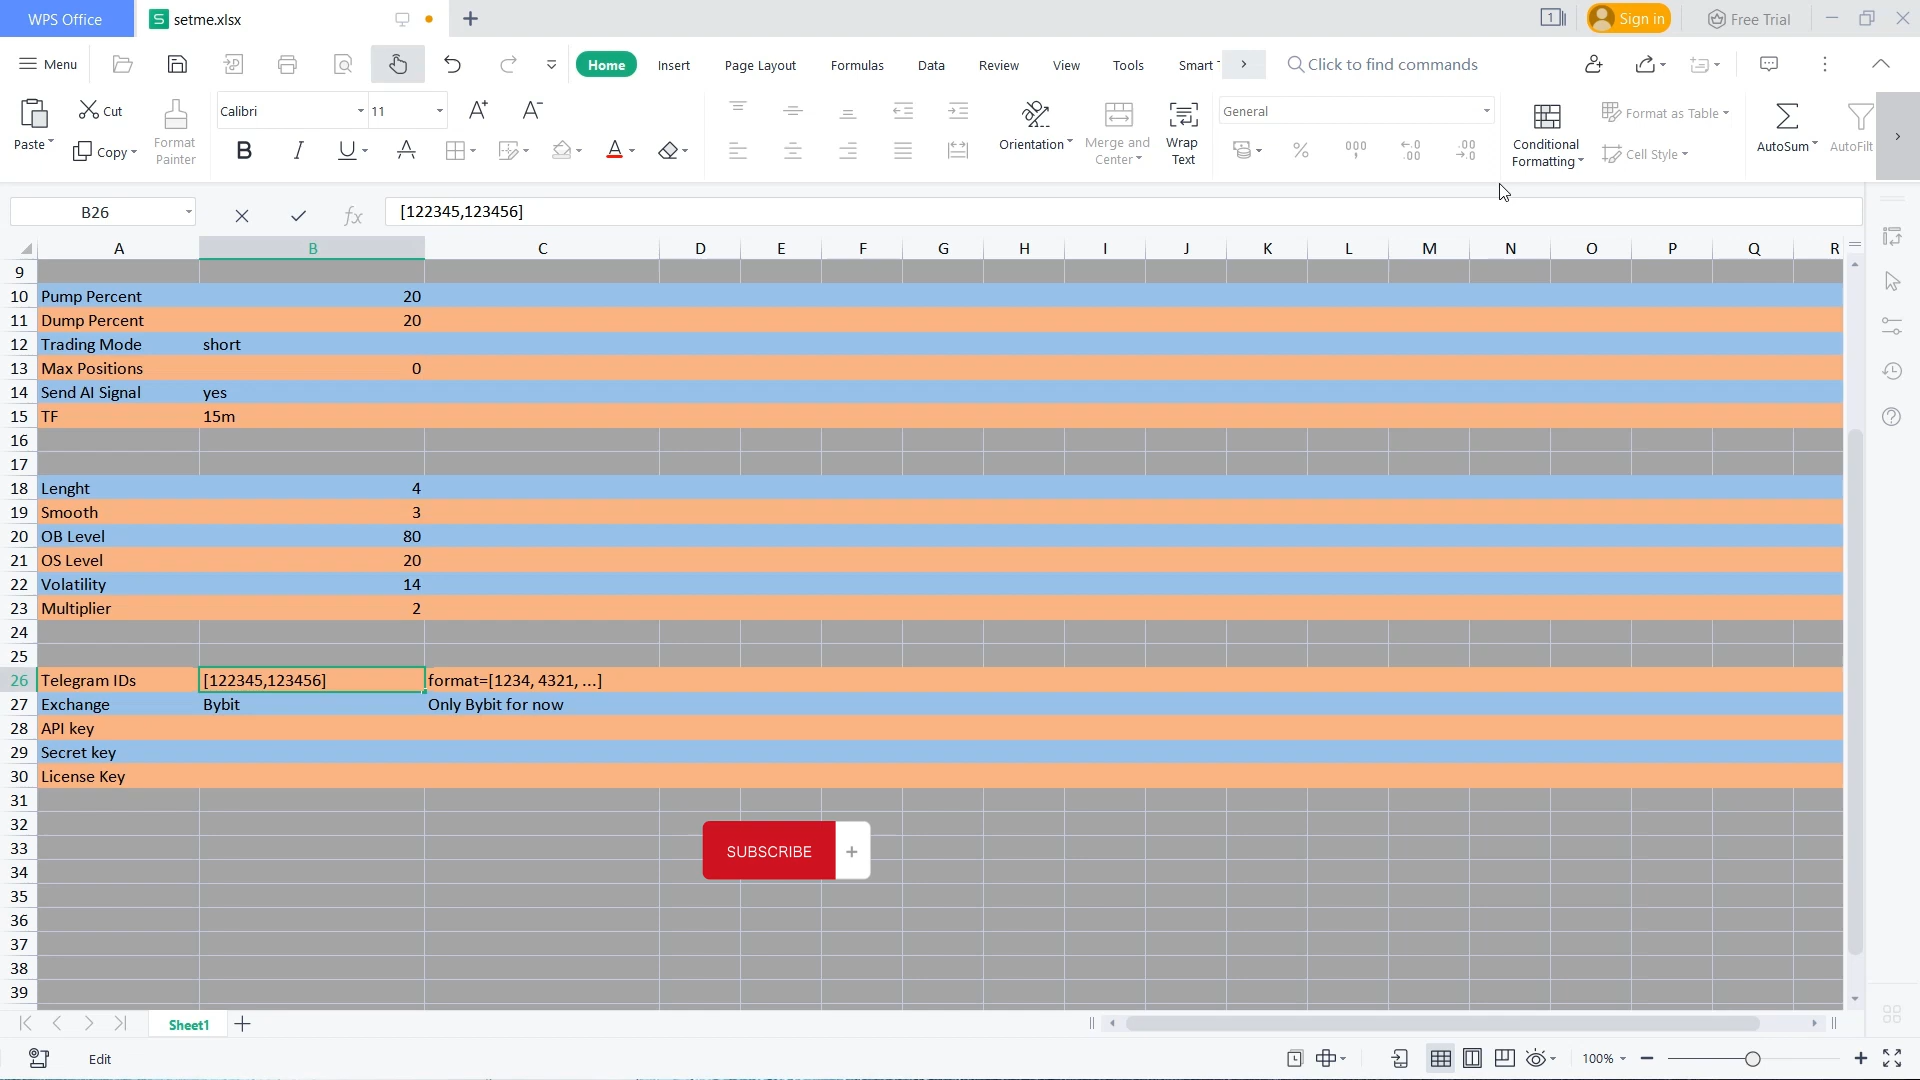 WPS Office
S setme.xlsx
1
Sign in
Free Trial
Menu
Home
Insert
Page Layout
Formulas
Data
Review
View
Tools
Smart
Click to find commands
Paste
Cut
Copy
Format
Painter
Calibri
11
Orientation
Merge and
Center
Wrap
Text
General
Conditional
Formatting
Format as Table
Cell Style
AutoSum
AutoFilt
B26
fx
[122345,123456]
A B C D E F G H I J K L M N O P Q R
9
10 Pump Percent 20
11 Dump Percent 20
12 Trading Mode short
13 Max Positions 0
14 Send AI Signal yes
15 TF 15m
16
17
18 Lenght 4
19 Smooth 3
20 OB Level 80
21 OS Level 20
22 Volatility 14
23 Multiplier 2
24
25
26 Telegram IDs [122345,123456] format=[1234, 4321, ...]
27 Exchange Bybit Only Bybit for now
28 API key
29 Secret key
30 License Key
31
32
33
34
35
36
37
38
39
SUBSCRIBE +
Sheet1
Edit
100%